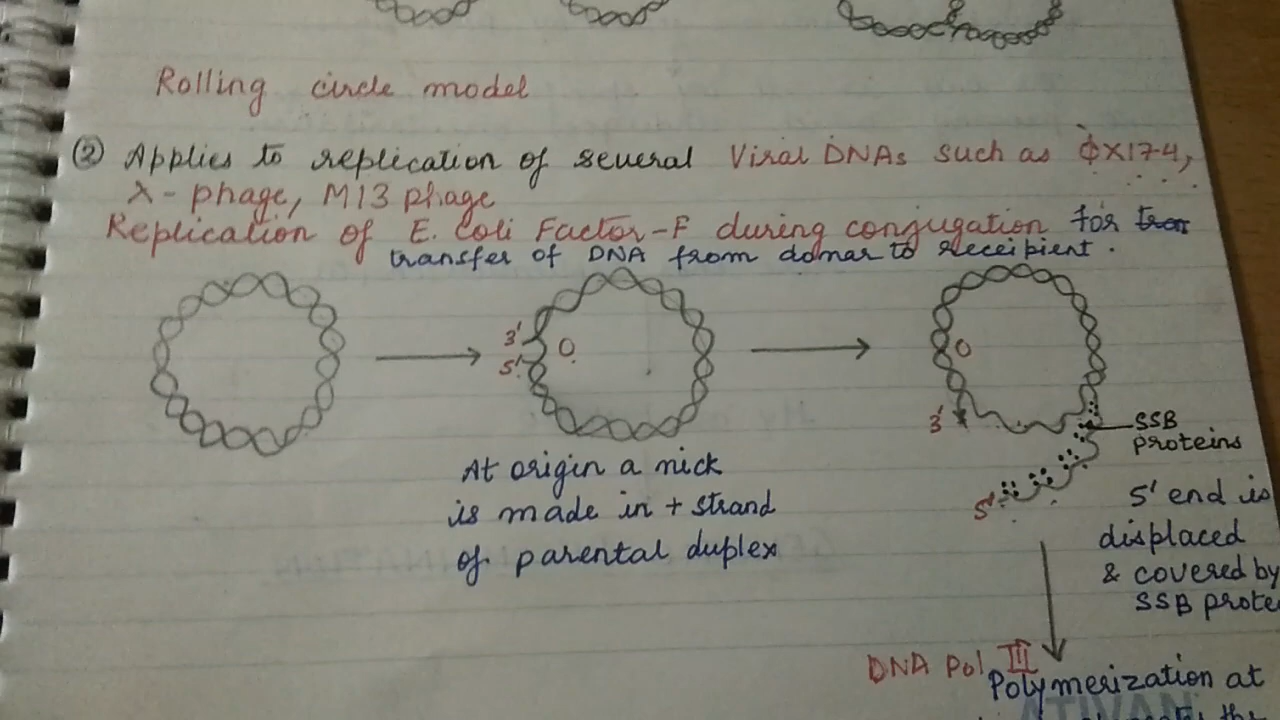 Rolling circle model
② Applies to replication of several Viral DNAs such as ϕX174,
λ- phage, M13 phage
Replication of E. Coli Factor-F during conjugation for tran
transfer of DNA from domar to receipient.
3'
5'
O
O
3'
SSB
proteins
5'
At origin a nick
is made in + strand
of parental duplex
5' end is
displaced
& covered by
SSB prote
DNA Pol III
Polymerization at